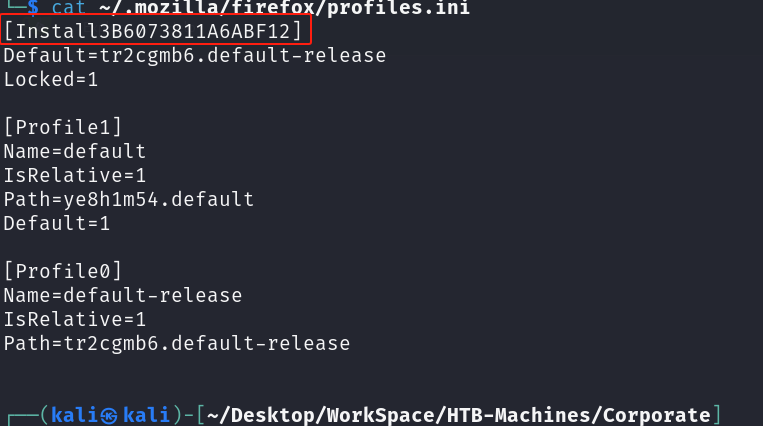 └─$ cat ~/.mozilla/firefox/profiles.ini
[Install3B6073811A6ABF12]
Default=tr2cgmb6.default-release
Locked=1
[Profile1]
Name=default
IsRelative=1
Path=ye8h1m54.default
Default=1
[Profile0]
Name=default-release
IsRelative=1
Path=tr2cgmb6.default-release
┌──(kali㉿kali)-[~/Desktop/WorkSpace/HTB-Machines/Corporate]